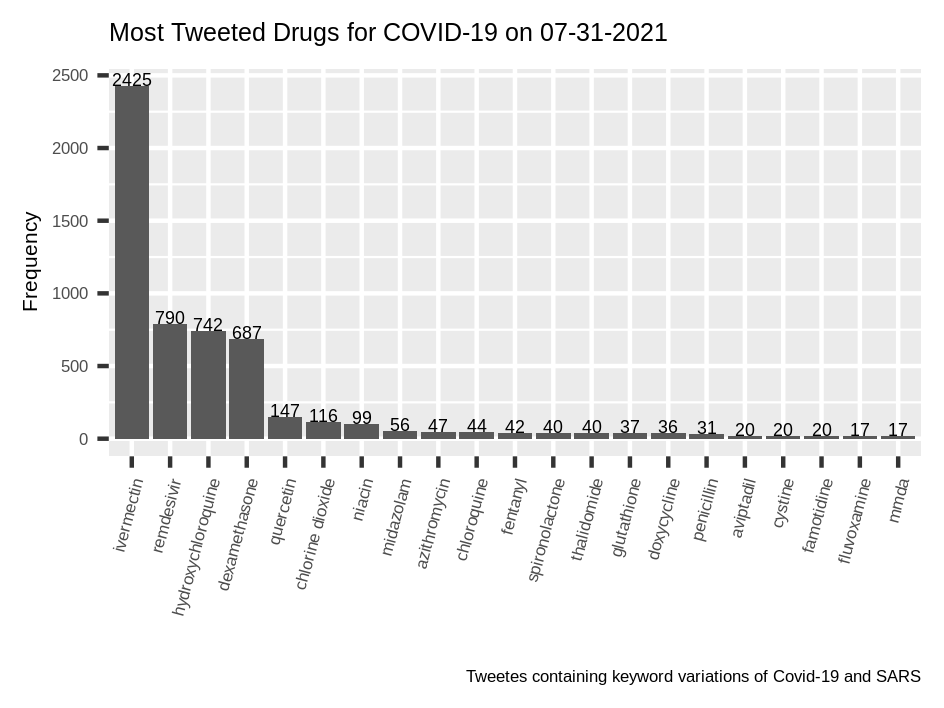 Most Tweeted Drugs for COVID-19 on 07-31-2021
Frequency
2500
2000
1500
1000
500
0
2425
790
742
687
147
116
99
56
47
44
42
40
40
37
36
31
20
20
20
17
17
ivermectin
remdesivir
hydroxychloroquine
dexamethasone
quercetin
chlorine dioxide
niacin
midazolam
azithromycin
chloroquine
fentanyl
spironolactone
thalidomide
glutathione
doxycycline
penicillin
aviptadil
cystine
famotidine
fluvoxamine
mmda
Tweetes containing keyword variations of Covid-19 and SARS